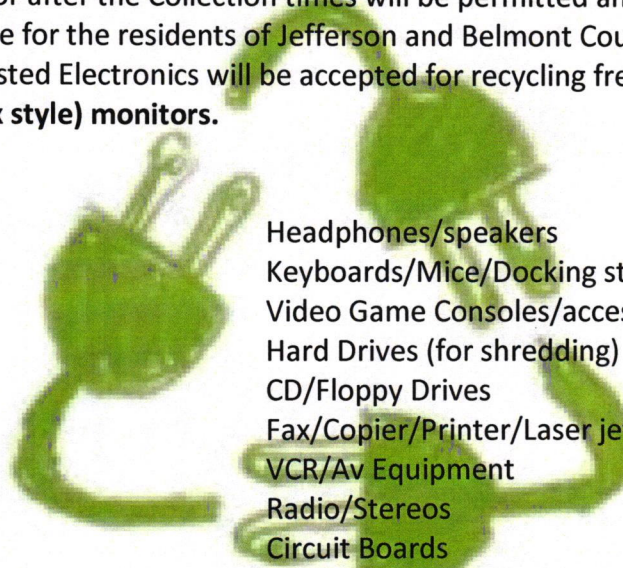 or after the Collection times will be permitted an
e for the residents of Jefferson and Belmont Cou
sted Electronics will be accepted for recycling fre
x style) monitors.
Headphones/speakers
Keyboards/Mice/Docking st
Video Game Consoles/acces
Hard Drives (for shredding)
CD/Floppy Drives
Fax/Copier/Printer/Laser je
VCR/Av Equipment
Radio/Stereos
Circuit Boards